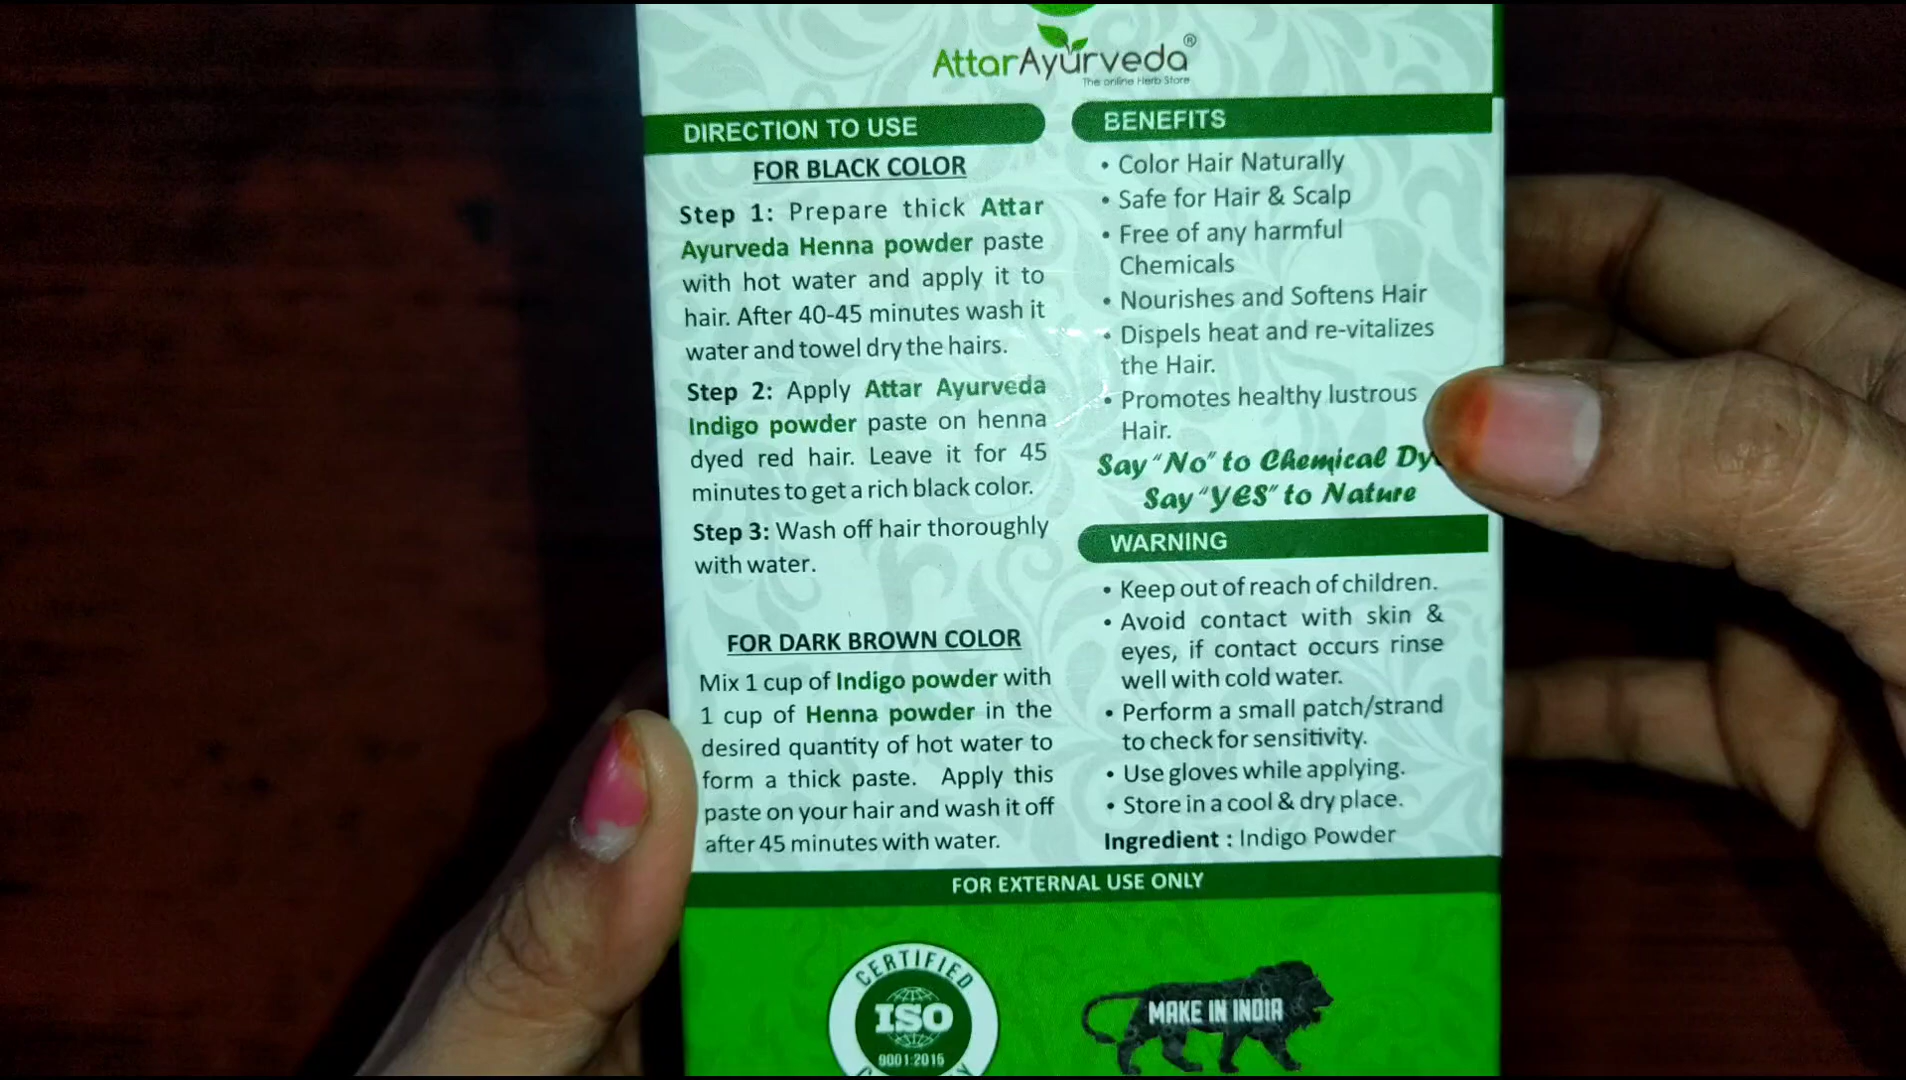 AttarAyurveda®
The online Herb Store
DIRECTION TO USE
FOR BLACK COLOR
Step 1: Prepare thick Attar
Ayurveda Henna powder paste
with hot water and apply it to
hair. After 40-45 minutes wash it
water and towel dry the hairs.
Step 2: Apply Attar Ayurveda
Indigo powder paste on henna
dyed red hair. Leave it for 45
minutes to get a rich black color.
Step 3: Wash off hair thoroughly
with water.
FOR DARK BROWN COLOR
Mix 1 cup of Indigo powder with
1 cup of Henna powder in the
desired quantity of hot water to
form a thick paste. Apply this
paste on your hair and wash it off
after 45 minutes with water.
BENEFITS
• Color Hair Naturally
• Safe for Hair & Scalp
• Free of any harmful
Chemicals
• Nourishes and Softens Hair
• Dispels heat and re-vitalizes
the Hair.
• Promotes healthy lustrous
Hair.
Say "No" to Chemical Dy
Say "YES" to Nature
WARNING
• Keep out of reach of children.
• Avoid contact with skin &
eyes, if contact occurs rinse
well with cold water.
• Perform a small patch/strand
to check for sensitivity.
• Use gloves while applying.
• Store in a cool & dry place.
Ingredient : Indigo Powder
FOR EXTERNAL USE ONLY
CERTIFIED
ISO
9001:2015
MAKE IN INDIA